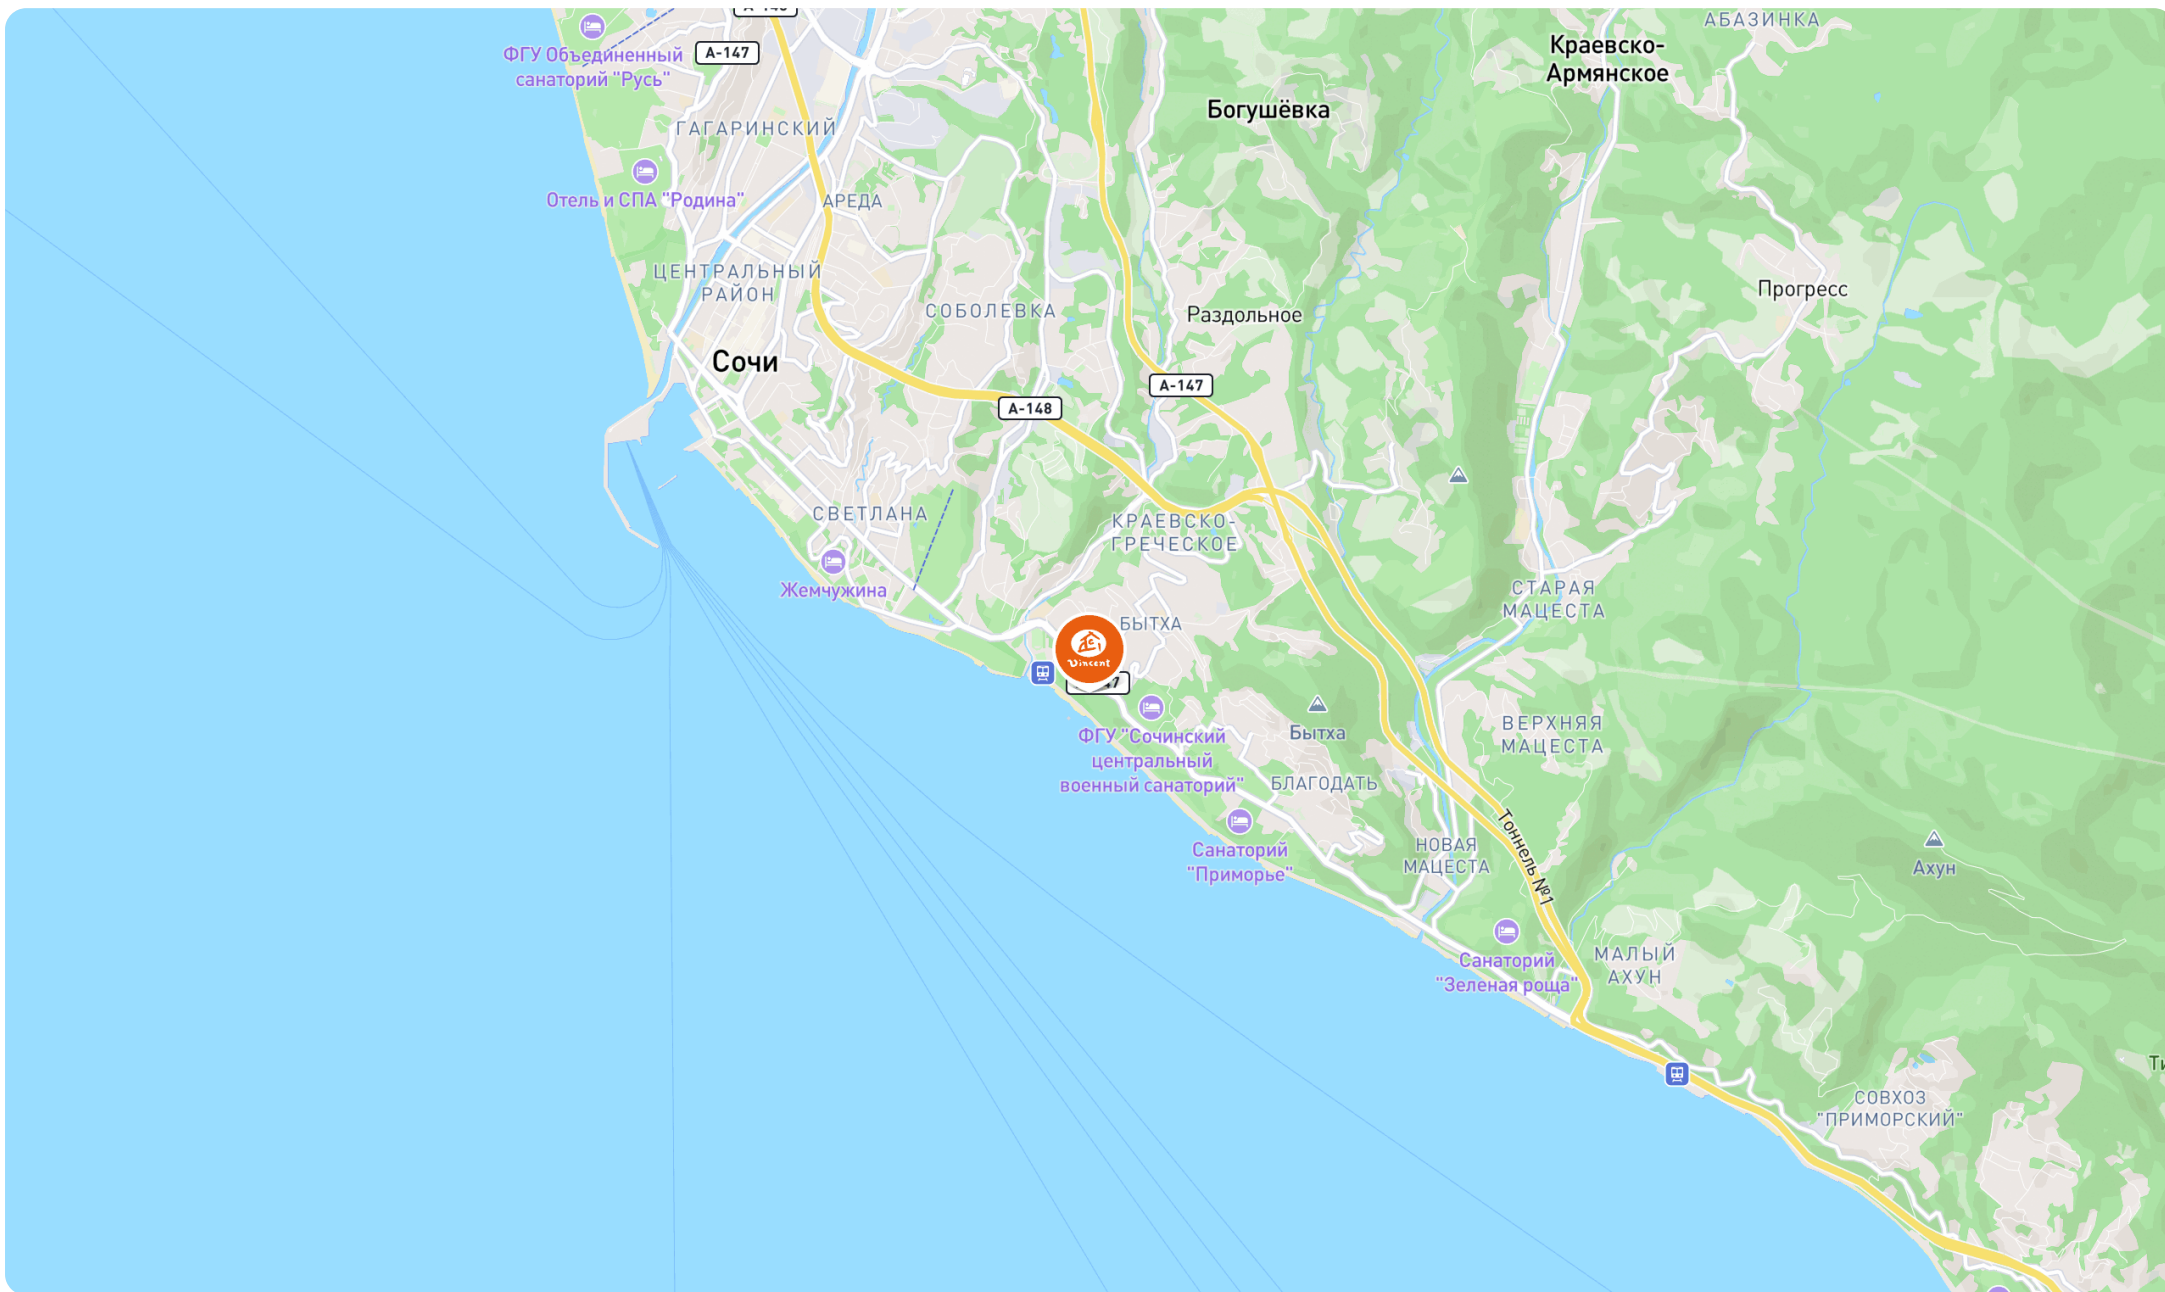 АБАЗИНКА
ФГУ Объединенный
санаторий "Русь"
А-147
Краевско-
Армянское
Богушёвка
ГАГАРИНСКИЙ
Отель и СПА "Родина"
АРЕДА
ЦЕНТРАЛЬНЫЙ
РАЙОН
СОБОЛЕВКА
Раздольное
Прогресс
Сочи
А-147
А-148
СВЕТЛАНА
КРАЕВСКО-
ГРЕЧЕСКОЕ
Жемчужина
СТАРАЯ
МАЦЕСТА
БЫТХА
Vincent
ФГУ "Сочинский
центральный
военный санаторий"
Бытха
ВЕРХНЯЯ
МАЦЕСТА
БЛАГОДАТЬ
Тоннель №1
Санаторий
"Приморье"
НОВАЯ
МАЦЕСТА
Ахун
Санаторий
"Зеленая роща"
МАЛЫЙ
АХУН
СОВХОЗ
"ПРИМОРСКИЙ"